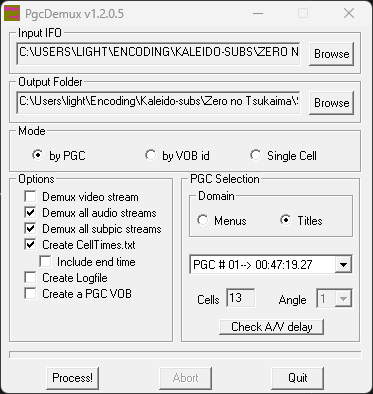 PgcDemux v1.2.0.5
Input IFO
C:\USERS\LIGHT\ENCODING\KALEIDO-SUBS\ZERO N
Browse
Output Folder
C:\Users\light\Encoding\Kaleido-subs\Zero no Tsukaima\
Browse
Mode
by PGC
by VOB id
Single Cell
Options
Demux video stream
Demux all audio streams
Demux all subpic streams
Create CellTimes.txt
Include end time
Create Logfile
Create a PGC VOB
PGC Selection
Domain
Menus
Titles
PGC # 01--> 00:47:19.27
Cells 13 Angle 1
Check A/V delay
Process!
Abort
Quit